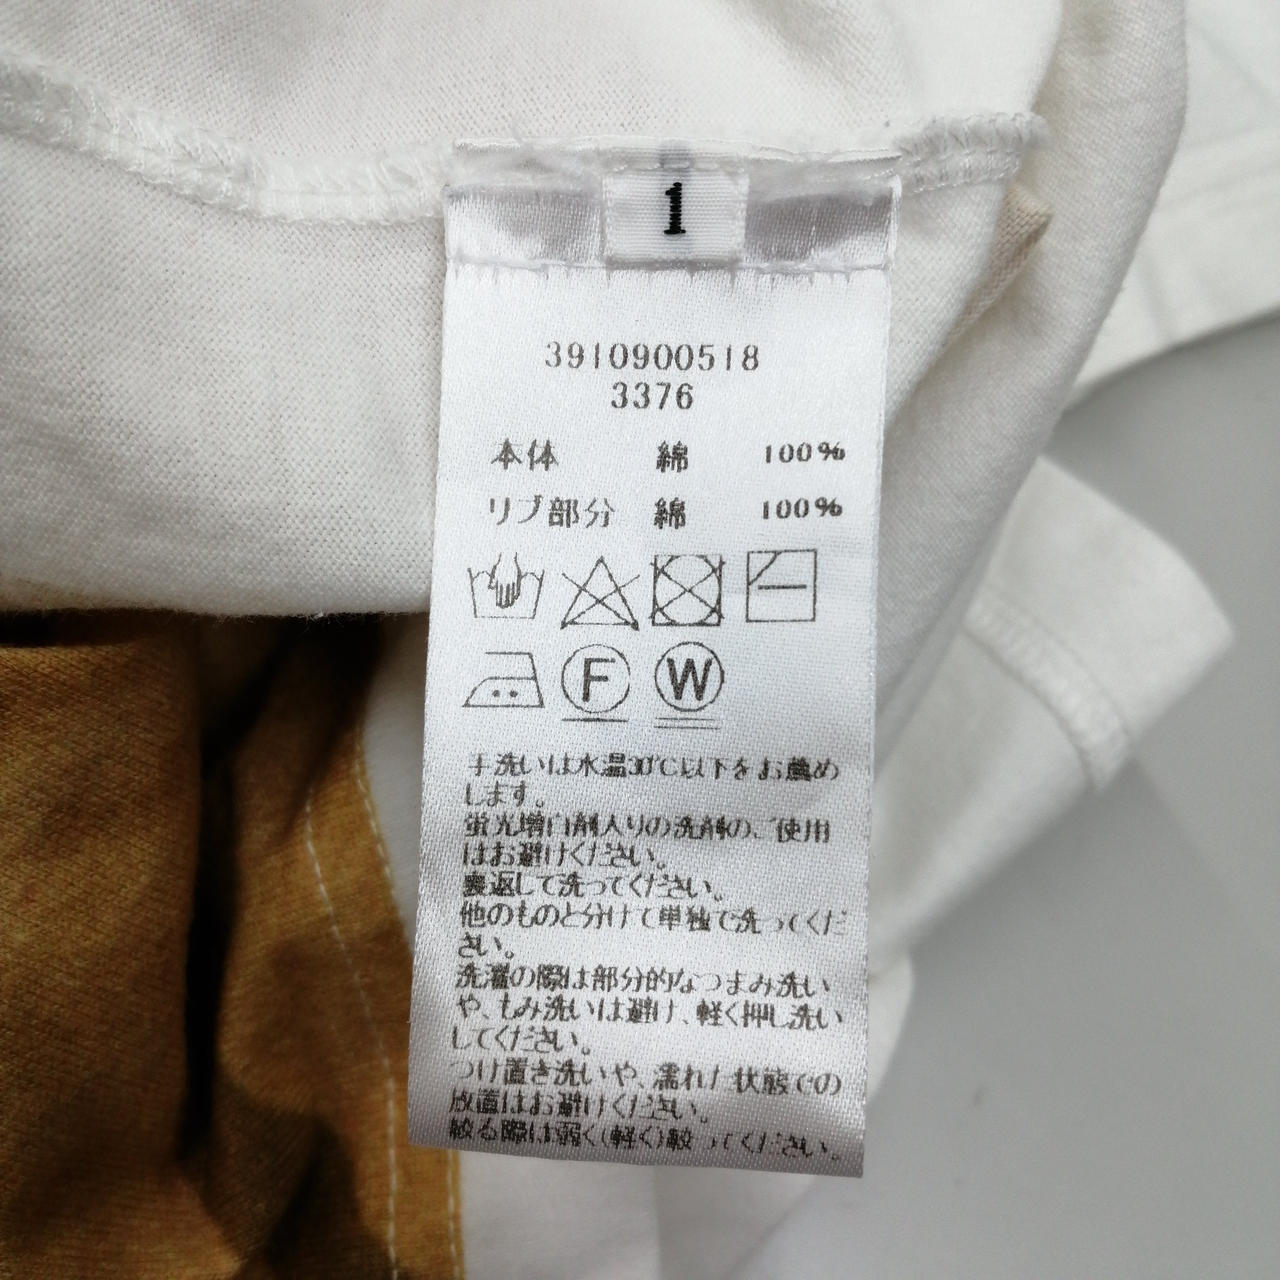 1
3910900518
3376
本体 綿 100%
リブ部分 綿 100%
F W
手洗いは水温30℃以下をお薦め
します。
蛍光増白剤入りの洗剤のご使用
はお避けください。
裏返して洗ってください。
他のものと分けて単独で洗ってくだ
さい。
洗濯の際は部分的なつまみ洗い
や、もみ洗いは避け、軽く押し洗い
してください。
つけ置き洗いや、濡れた状態での
放置はお避けください。
絞る際は弱く(軽く)絞ってください。